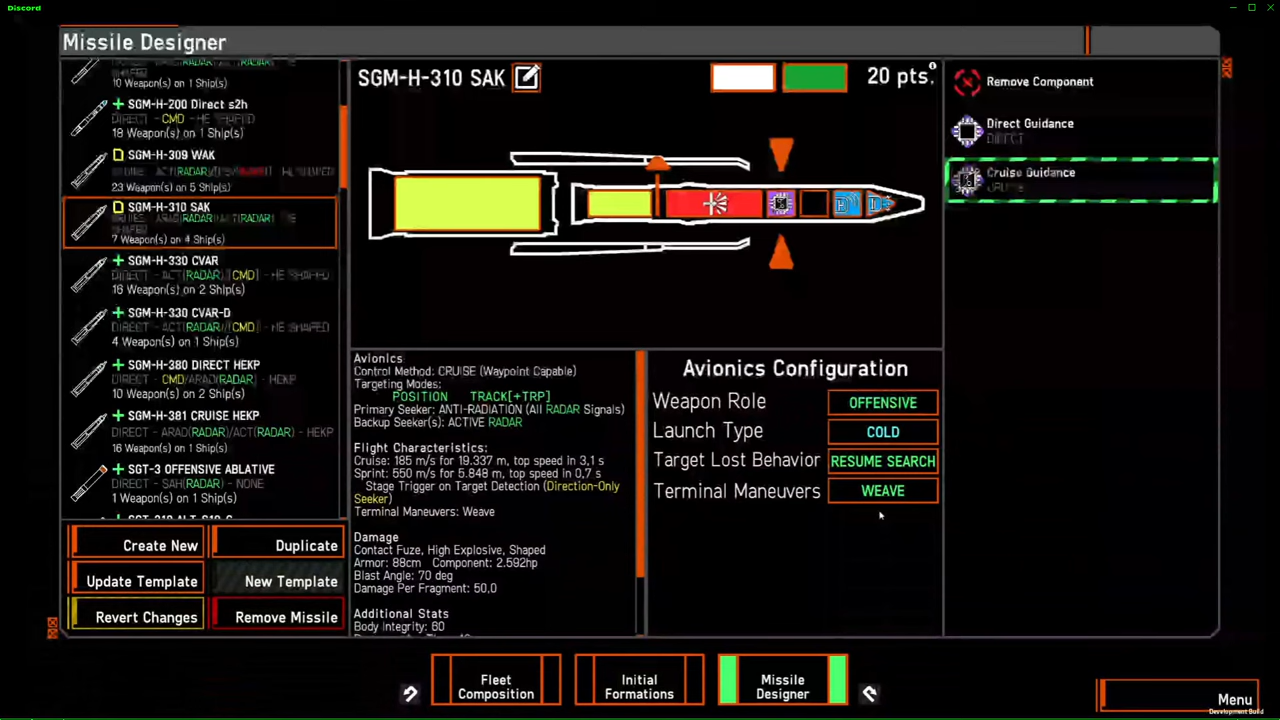 Discord
Missile Designer
10 Weapon(s) on 1 Ship(s)
SGM-H-200 Direct s2h
DIRECT - CMD - HE SHAPED
18 Weapon(s) on 1 Ship(s)
SGM-H-309 WAK
23 Weapon(s) on 5 Ship(s)
SGM-H-310 SAK
7 Weapon(s) on 4 Ship(s)
SGM-H-330 CVAR
DIRECT - ACT(RADAR)/[CMD] - HE SHAPED
16 Weapon(s) on 2 Ship(s)
SGM-H-330 CVAR-D
DIRECT - ACT(RADAR)/[CMD] - HE SHAPED
4 Weapon(s) on 1 Ship(s)
SGM-H-380 DIRECT HEKP
DIRECT - CMD/ARAD(RADAR) - HEKP
10 Weapon(s) on 2 Ship(s)
SGM-H-381 CRUISE HEKP
DIRECT - ARAD(RADAR)/ACT(RADAR) - HEKP
16 Weapon(s) on 1 Ship(s)
SGT-3 OFFENSIVE ABLATIVE
DIRECT - SAH(RADAR) - NONE
1 Weapon(s) on 1 Ship(s)
Create New
Duplicate
Update Template
New Template
Revert Changes
Remove Missile
SGM-H-310 SAK
20 pts.
Avionics
Control Method: CRUISE (Waypoint Capable)
Targeting Modes:
POSITION TRACK[+TRP]
Primary Seeker: ANTI-RADIATION (All RADAR Signals)
Backup Seeker(s): ACTIVE RADAR
Flight Characteristics:
Cruise: 185 m/s for 19.337 m, top speed in 3,1 s
Sprint: 550 m/s for 5.848 m, top speed in 0,7 s
Stage Trigger on Target Detection (Direction-Only
Seeker)
Terminal Maneuvers: Weave
Damage
Contact Fuze, High Explosive, Shaped
Armor: 88cm Component: 2.592hp
Blast Angle: 70 deg
Damage Per Fragment: 50,0
Additional Stats
Body Integrity: 60
Avionics Configuration
Weapon Role OFFENSIVE
Launch Type COLD
Target Lost Behavior RESUME SEARCH
Terminal Maneuvers WEAVE
Remove Component
Direct Guidance
DIRECT
Cruise Guidance
CRUISE
Fleet
Composition
Initial
Formations
Missile
Designer
Menu
Development Build